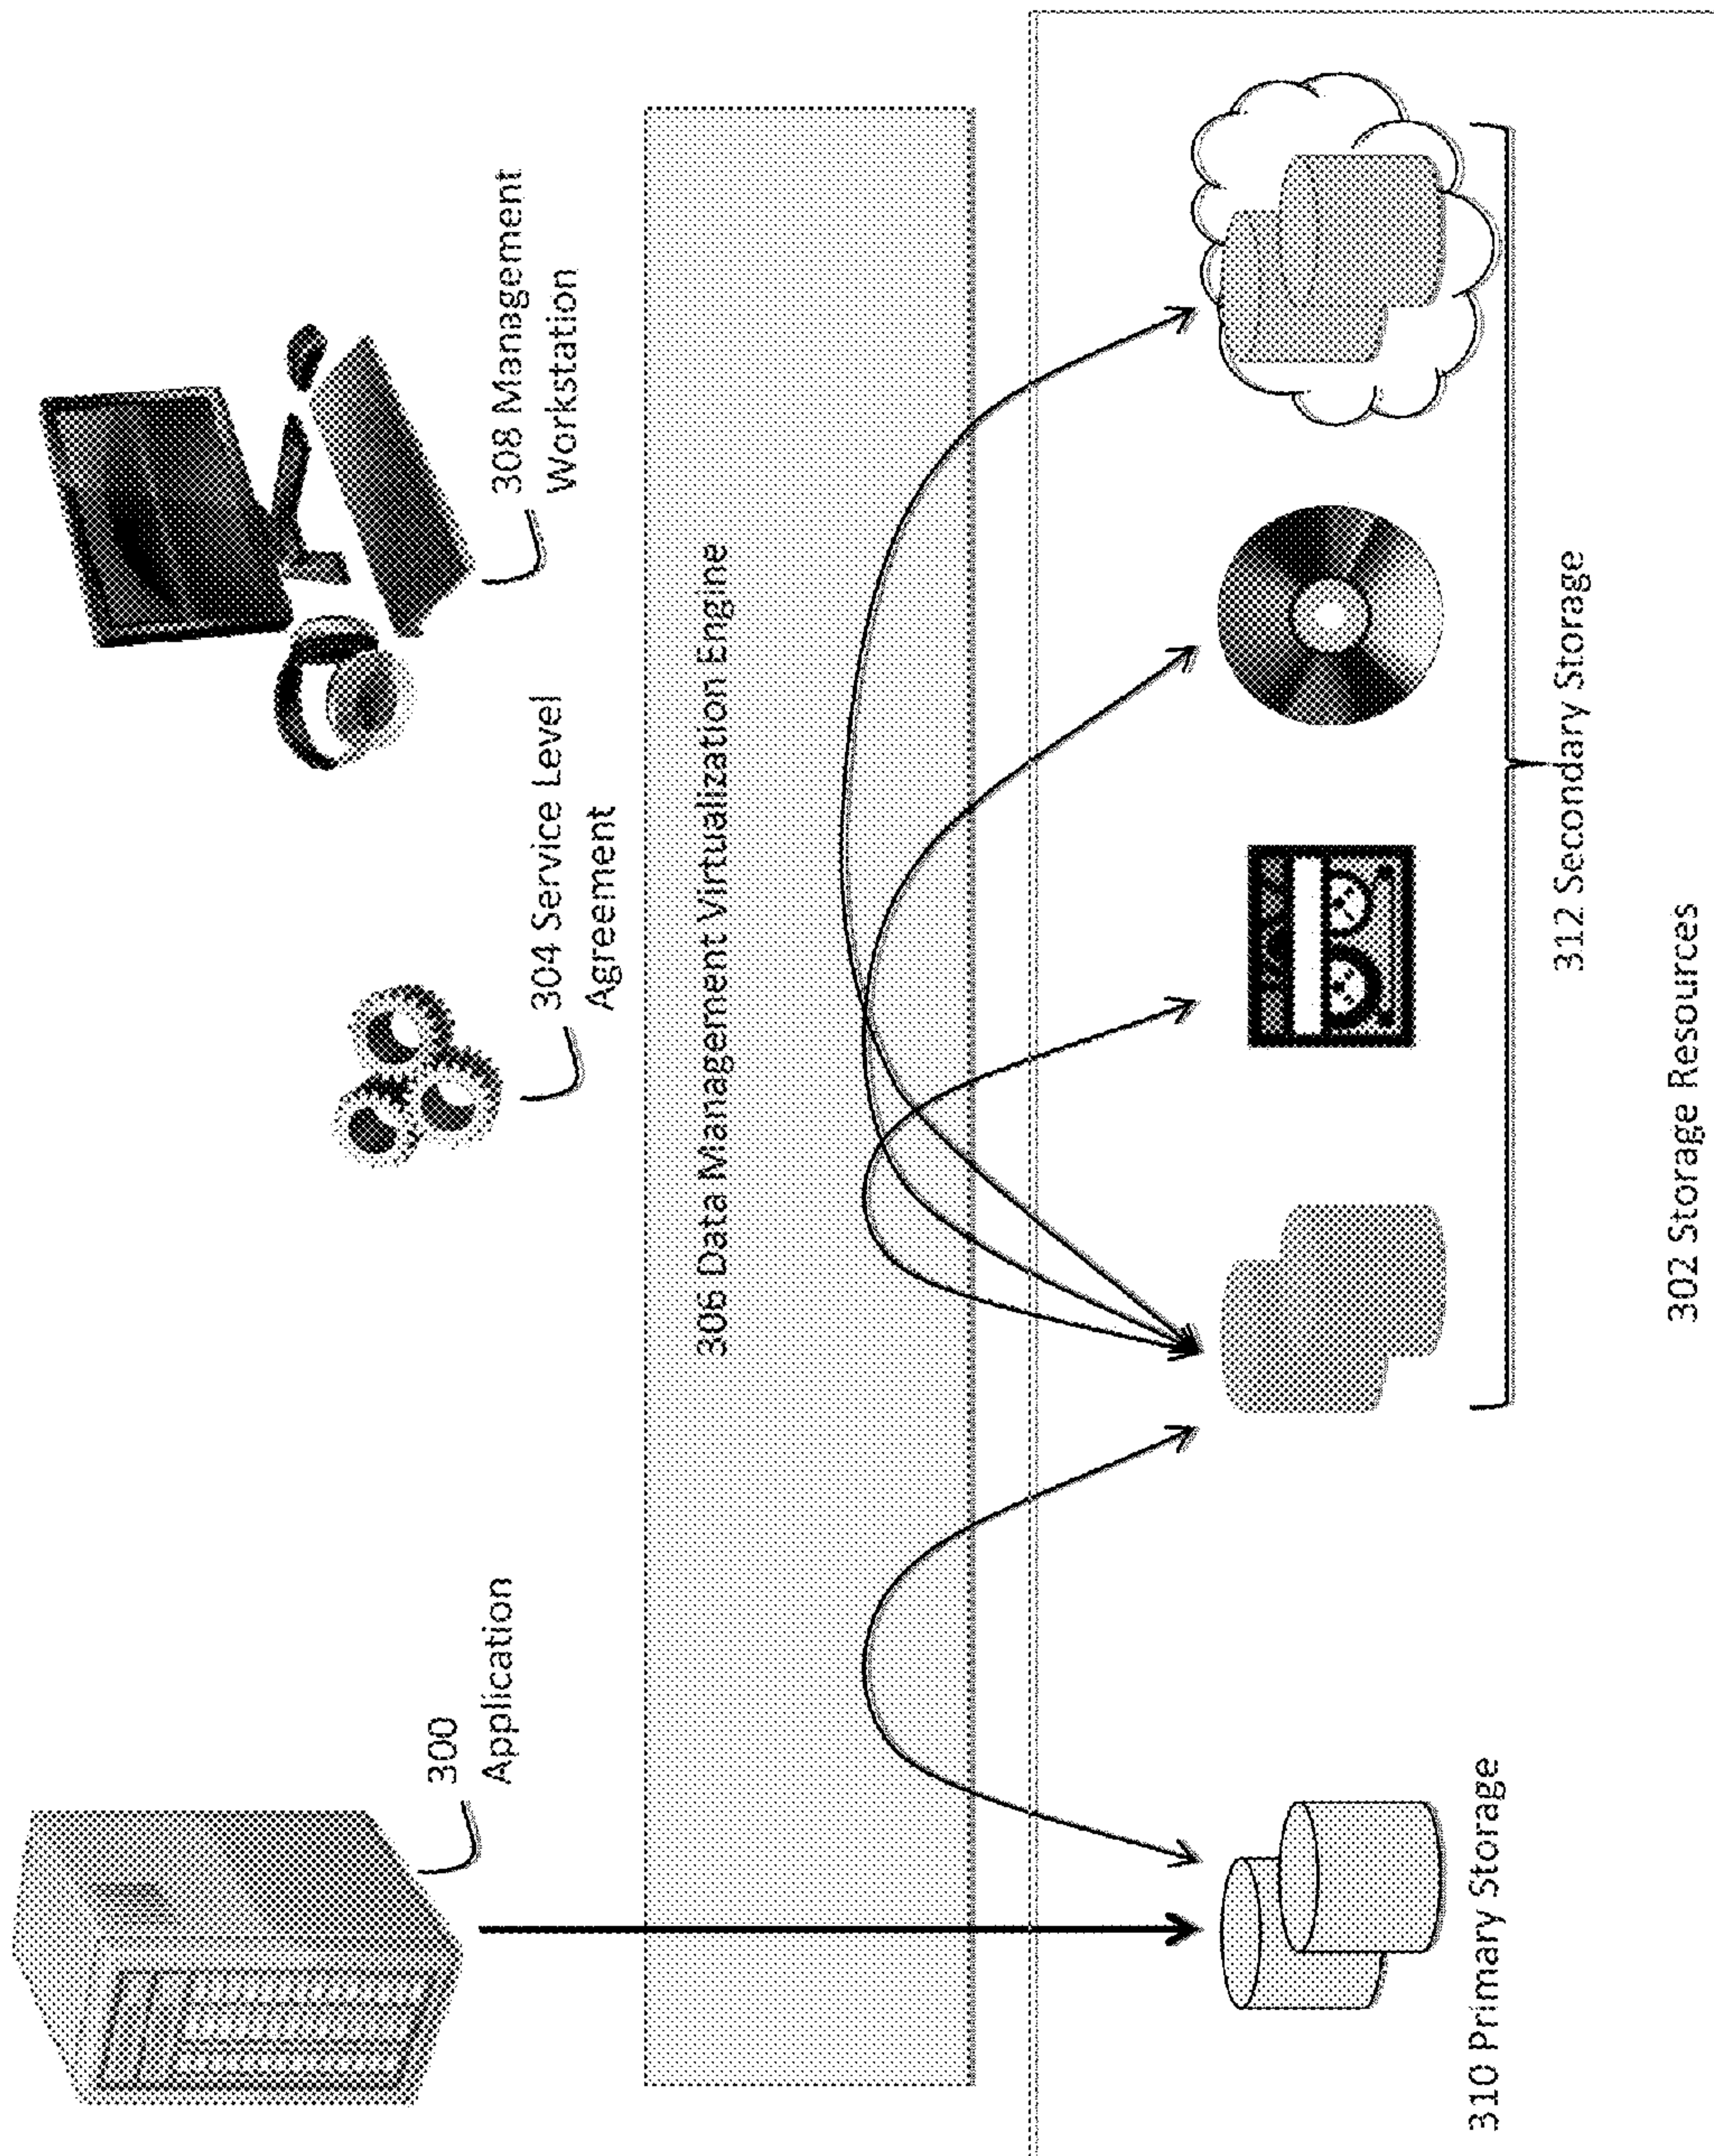 300
Application
304 Service Level
Agreement
308 Management
Workstation
306 Data Management Virtualization Engine
310 Primary Storage
312 Secondary Storage
302 Storage Resources